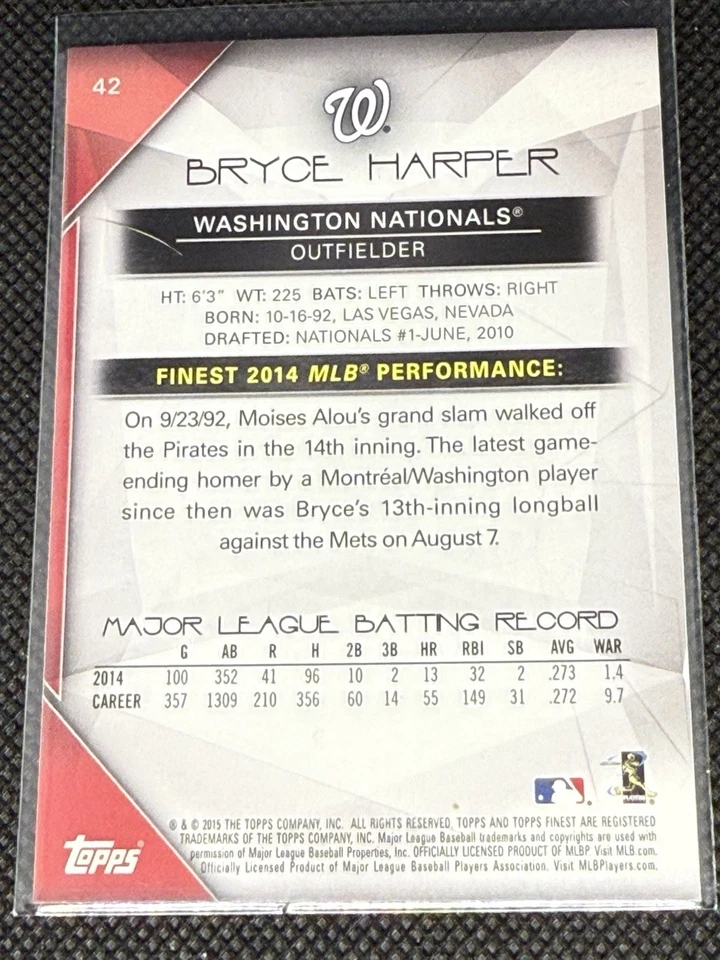 42
W
BRYCE HARPER
WASHINGTON NATIONALS®
OUTFIELDER
HT: 6'3" WT: 225 BATS: LEFT THROWS: RIGHT
BORN: 10-16-92, LAS VEGAS, NEVADA
DRAFTED: NATIONALS #1-JUNE, 2010
FINEST 2014 MLB® PERFORMANCE:
On 9/23/92, Moises Alou's grand slam walked off
the Pirates in the 14th inning. The latest game-
ending homer by a Montréal/Washington player
since then was Bryce's 13th-inning longball
against the Mets on August 7.
MAJOR LEAGUE BATTING RECORD
G AB R H 2B 3B HR RBI SB AVG WAR
2014 100 352 41 96 10 2 13 32 2 .273 1.4
CAREER 357 1309 210 356 60 14 55 149 31 .272 9.7
® & © 2015 THE TOPPS COMPANY, INC. ALL RIGHTS RESERVED, TOPPS AND TOPPS FINEST ARE REGISTERED
TRADEMARKS OF THE TOPPS COMPANY, INC. Major League Baseball trademarks and copyrights are used with
permission of Major League Baseball Properties, Inc. OFFICIALLY LICENSED PRODUCT OF MLBP Visit MLB.com.
Officially Licensed Product of Major League Baseball Players Association. Visit MLBPlayers.com.
TOPPS®